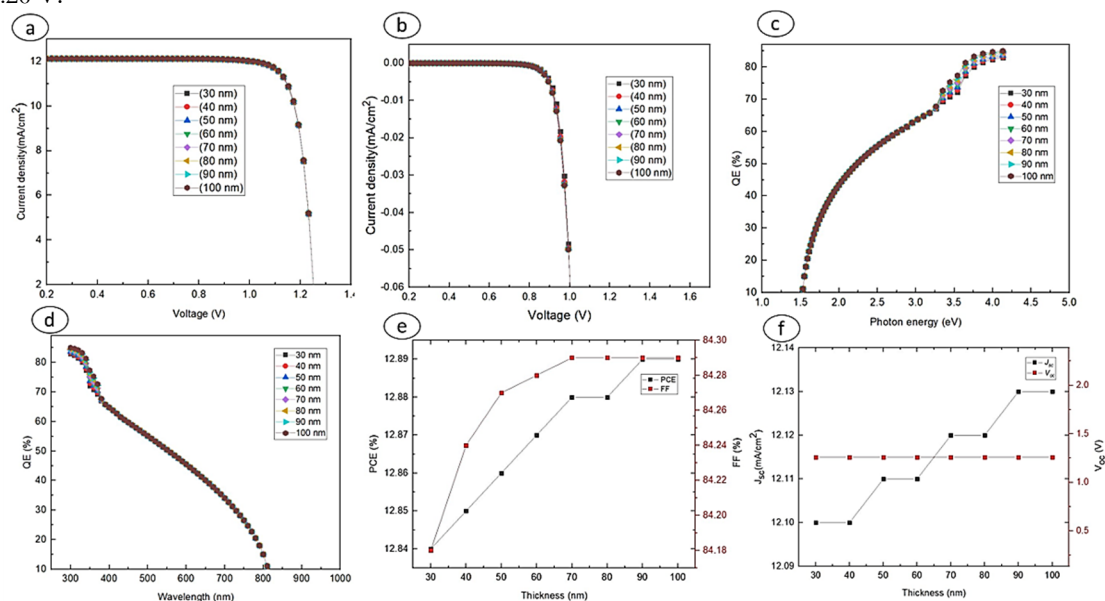 .26 V.
a
12
10
8
6
4
2
0.2
0.4
0.6
0.8
1.0
1.2
Voltage (V)
Current density(mA/cm²)
(30 nm)
(40 nm)
(50 nm)
(60 nm)
(70 nm)
(80 nm)
(90 nm)
(100 nm)
b
0.00
-0.01
-0.02
-0.03
-0.04
-0.05
-0.06
0.2
0.4
0.6
0.8
1.0
1.2
1.4
1.6
Voltage (V)
Current density(mA/cm²)
(30 nm)
(40 nm)
(50 nm)
(60 nm)
(70 nm)
(80 nm)
(90 nm)
(100 nm)
c
80
70
60
50
40
30
20
10
1.0
1.5
2.0
2.5
3.0
3.5
4.0
4.5
5.0
Photon energy (eV)
QE (%)
30 nm
40 nm
50 nm
60 nm
70 nm
80 nm
90 nm
100 nm
d
80
70
60
50
40
30
20
10
300
400
500
600
700
800
900
1000
Wavelength (nm)
QE (%)
30 nm
40 nm
50 nm
60 nm
70 nm
80 nm
90 nm
100 nm
e
12.89
12.88
12.87
12.86
12.85
12.84
30
40
50
60
70
80
90
100
Thickness (nm)
PCE (%)
PCE
FF
84.30
84.28
84.26
84.24
84.22
84.20
84.18
FF (%)
f
12.14
12.13
12.12
12.11
12.10
12.09
30
40
50
60
70
80
90
100
Thickness (nm)
JSC(mA/cm²)
Jsc
Voc
2.0
1.5
1.0
0.5
VOC (V)